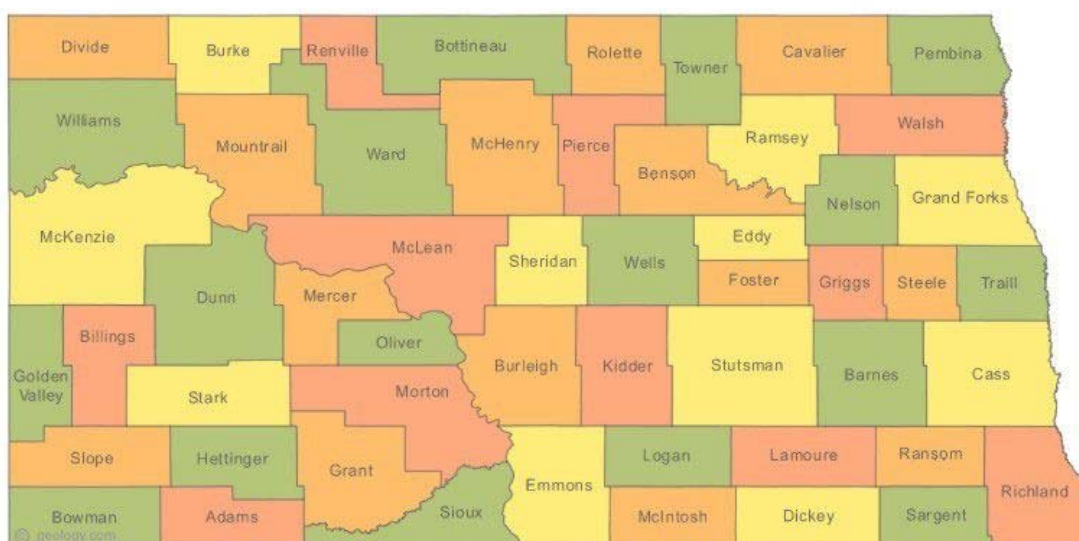 Divide
Burke
Renville
Bottineau
Rolette
Towner
Cavalier
Pembina
Williams
Mountrail
Ward
McHenry
Pierce
Benson
Ramsey
Walsh
Nelson
Grand Forks
McKenzie
McLean
Sheridan
Wells
Eddy
Foster
Griggs
Steele
Traill
Dunn
Mercer
Oliver
Billings
Golden
Valley
Stark
Morton
Burleigh
Kidder
Stutsman
Barnes
Cass
Slope
Hettinger
Grant
Emmons
Logan
Lamoure
Ransom
Richland
Bowman
Adams
Sioux
McIntosh
Dickey
Sargent
© geology.com